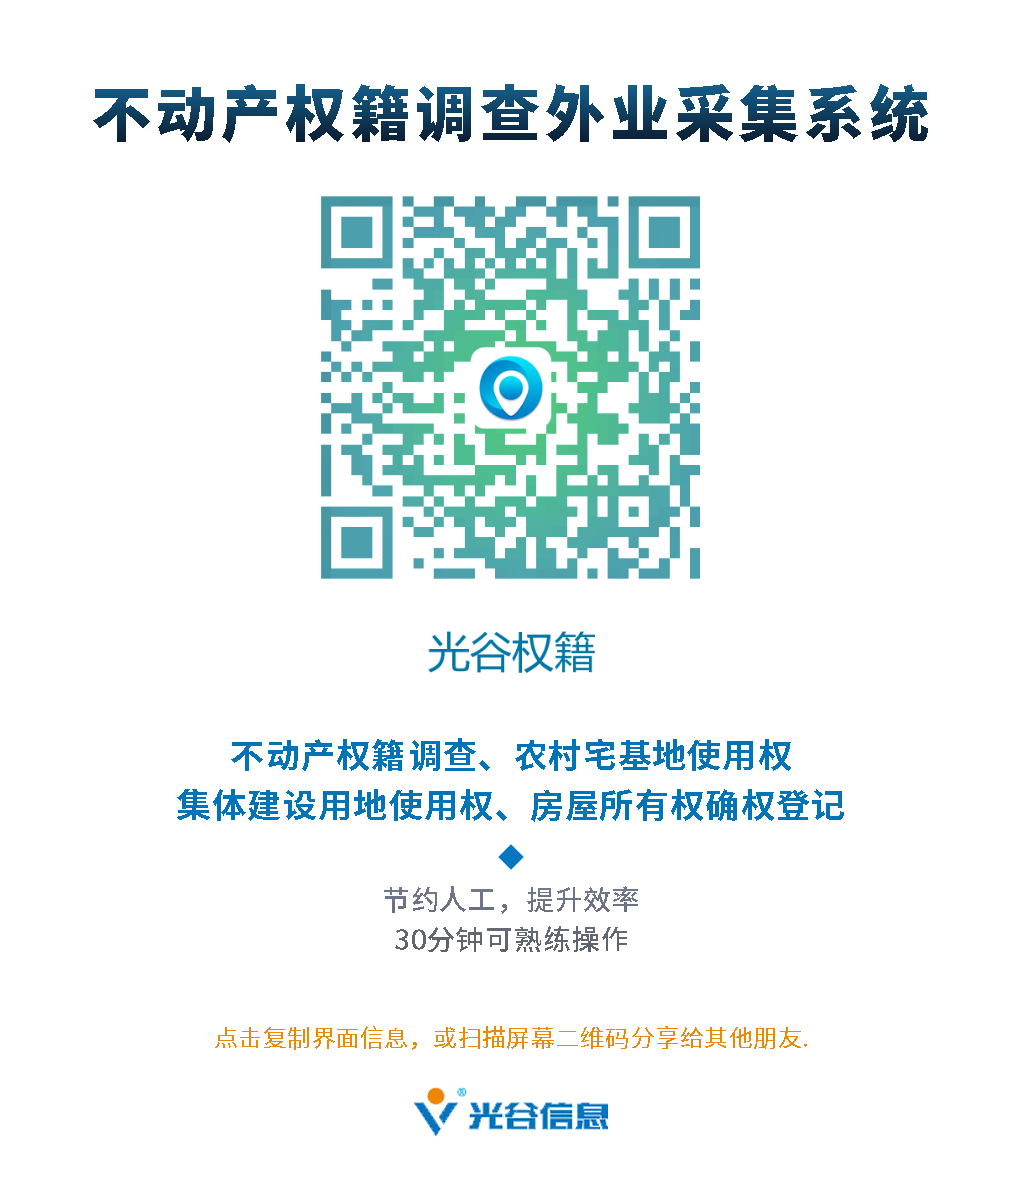 不动产权籍调查外业采集系统
光谷权籍
不动产权籍调查、农村宅基地使用权
集体建设用地使用权、房屋所有权确权登记
节约人工，提升效率
30分钟可熟练操作
点击复制界面信息，或扫描屏幕二维码分享给其他朋友.
®光谷信息